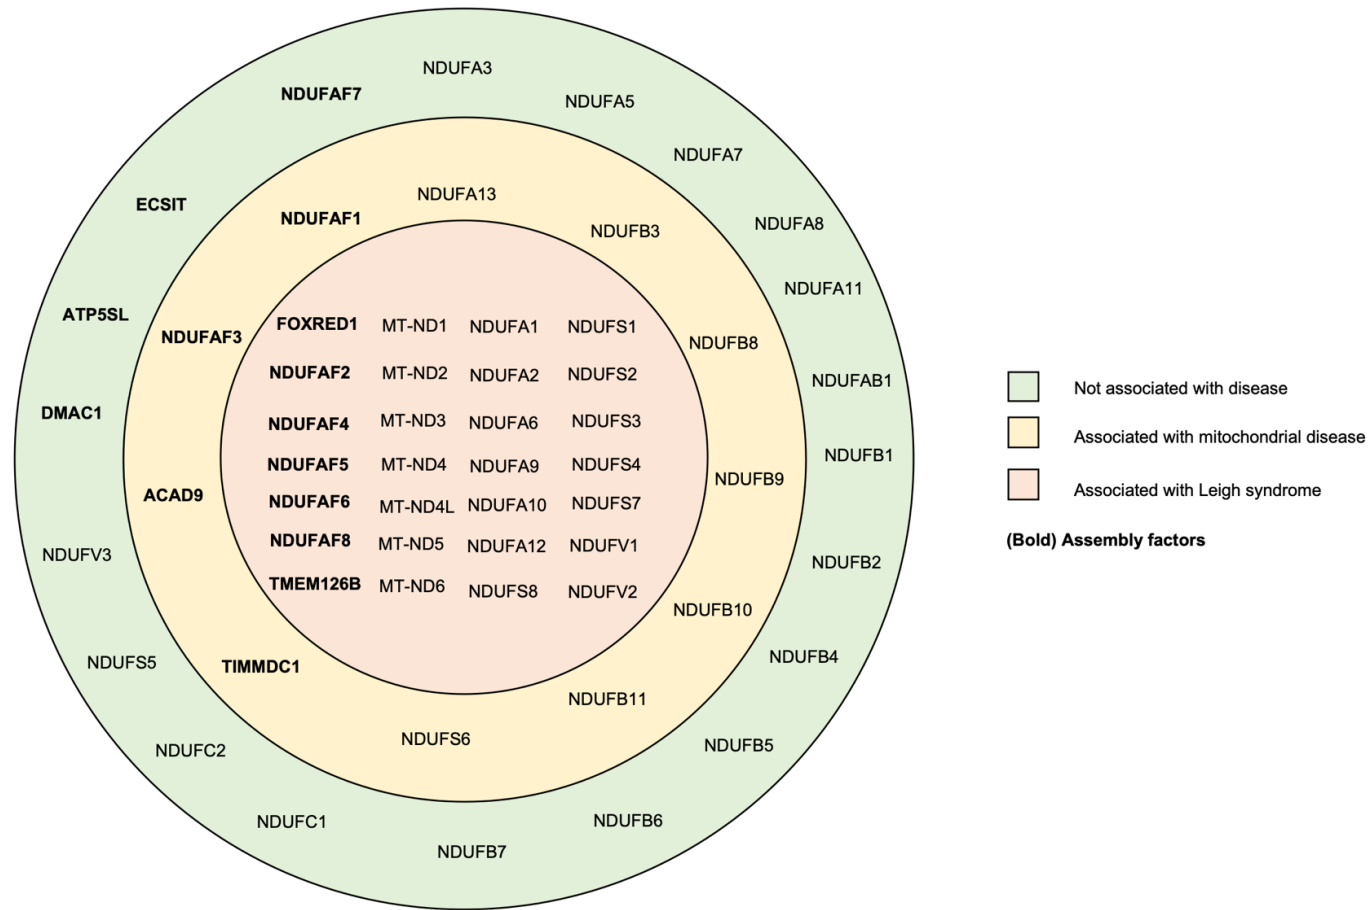 NDUFA3
NDUFAF7
NDUFA5
NDUFA7
NDUFA13
ECSIT
NDUFAF1
NDUFB3
NDUFA8
NDUFA11
ATP5SL
NDUFAF3
FOXRED1 MT-ND1 NDUFA1 NDUFS1
NDUFB8
NDUFAF2 MT-ND2 NDUFA2 NDUFS2
NDUFAB1
DMAC1
NDUFAF4 MT-ND3 NDUFA6 NDUFS3
NDUFB1
NDUFAF5 MT-ND4 NDUFA9 NDUFS4
NDUFB9
ACAD9
NDUFAF6 MT-ND4L NDUFA10 NDUFS7
NDUFAF8 MT-ND5 NDUFA12 NDUFV1
NDUFV3
NDUFB2
TMEM126B MT-ND6 NDUFS8 NDUFV2
NDUFB10
NDUFS5
TIMMDC1
NDUFB4
NDUFB11
NDUFS6
NDUFC2
NDUFB5
NDUFC1
NDUFB6
NDUFB7
Not associated with disease
Associated with mitochondrial disease
Associated with Leigh syndrome
(Bold) Assembly factors